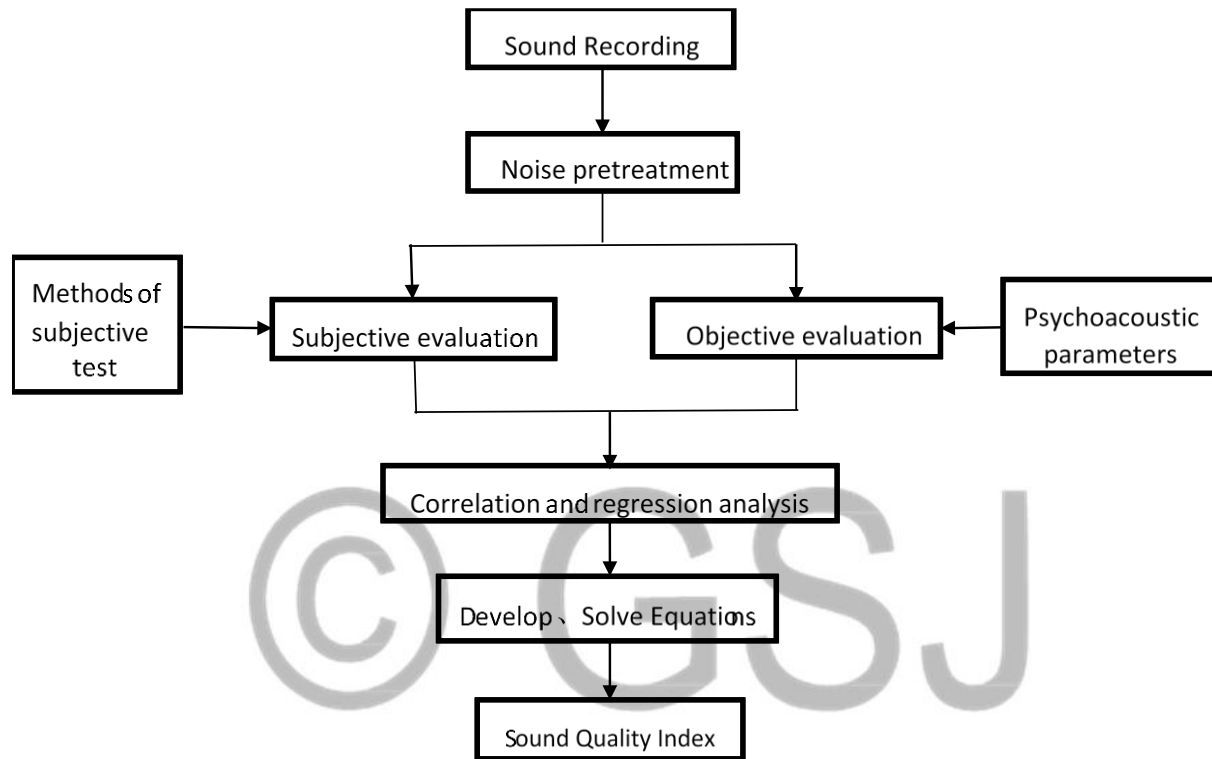 Sound Recording
Noise pretreatment
Methods of
subjective
test
Subjective evaluation
Objective evaluation
Psychoacoustic
parameters
Correlation and regression analysis
Develop、Solve Equations
Sound Quality Index
© GSJ